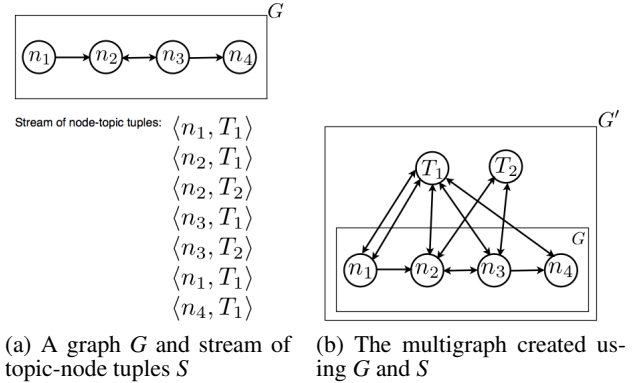 G
n1 n2 n3 n4
Stream of node-topic tuples: ⟨n1, T1⟩
⟨n2, T1⟩
⟨n2, T2⟩
⟨n3, T1⟩
⟨n3, T2⟩
⟨n1, T1⟩
⟨n4, T1⟩
(a) A graph G and stream of
topic-node tuples S
G′
T1 T2
G
n1 n2 n3 n4
(b) The multigraph created us-
ing G and S